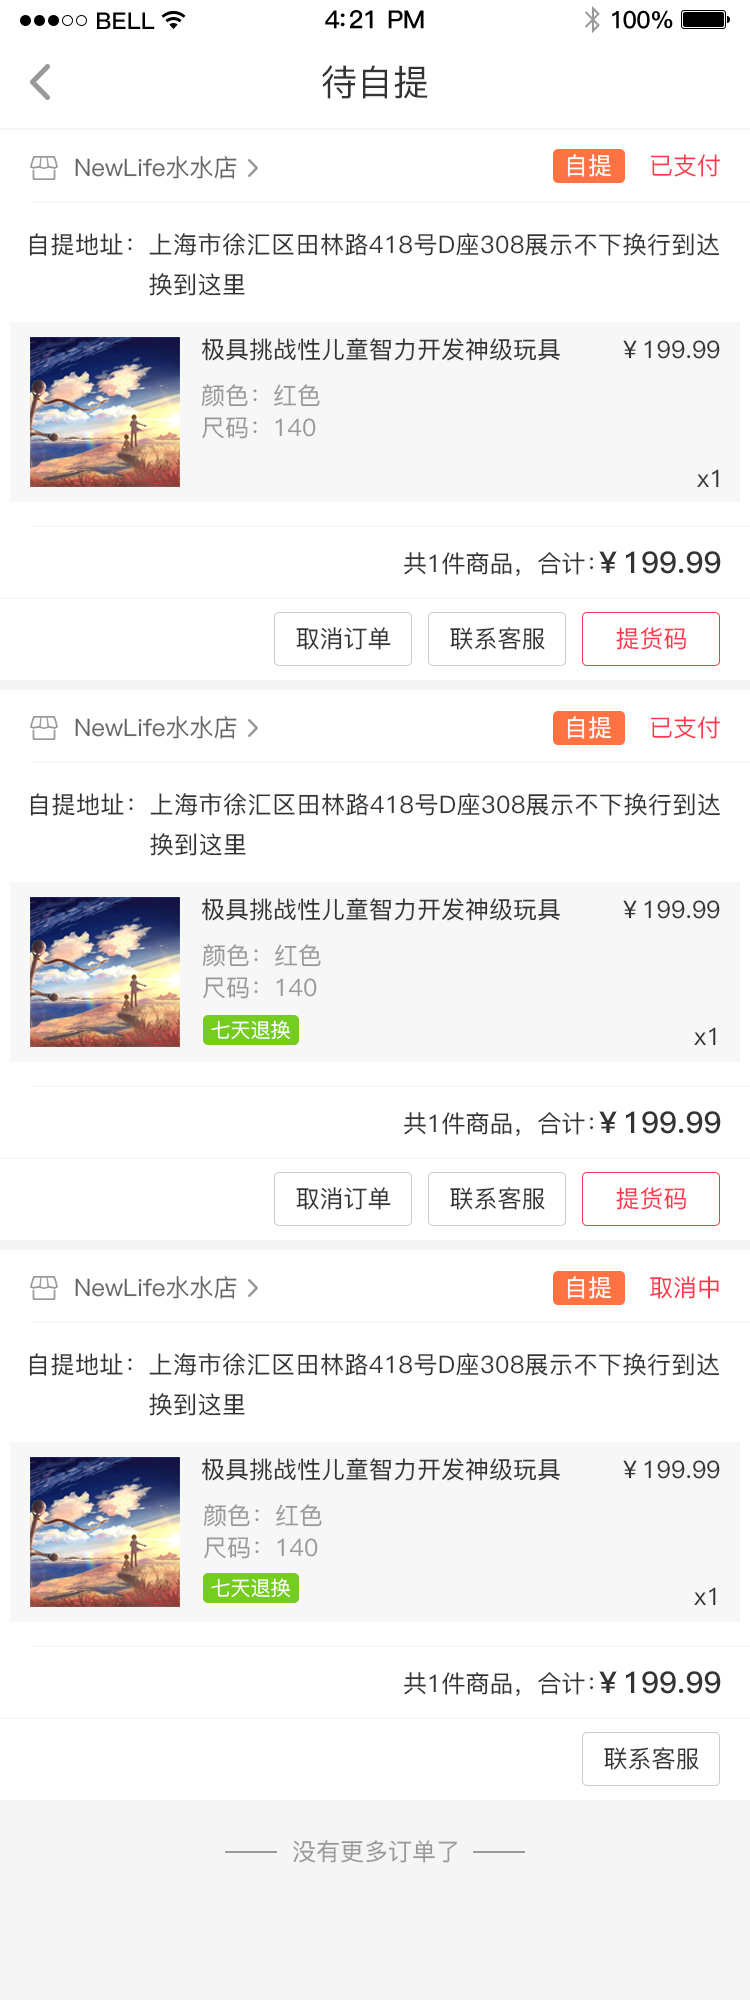 BELL 4:21 PM 100%
待自提
NewLife水水店 自提 已支付
自提地址：上海市徐汇区田林路418号D座308展示不下换行到达
换到这里
极具挑战性儿童智力开发神级玩具 ¥ 199.99
颜色：红色
尺码：140
x1
共1件商品，合计:¥ 199.99
取消订单 联系客服 提货码
NewLife水水店 自提 已支付
自提地址：上海市徐汇区田林路418号D座308展示不下换行到达
换到这里
极具挑战性儿童智力开发神级玩具 ¥ 199.99
颜色：红色
尺码：140
七天退换 x1
共1件商品，合计:¥ 199.99
取消订单 联系客服 提货码
NewLife水水店 自提 取消中
自提地址：上海市徐汇区田林路418号D座308展示不下换行到达
换到这里
极具挑战性儿童智力开发神级玩具 ¥ 199.99
颜色：红色
尺码：140
七天退换 x1
共1件商品，合计:¥ 199.99
联系客服
没有更多订单了